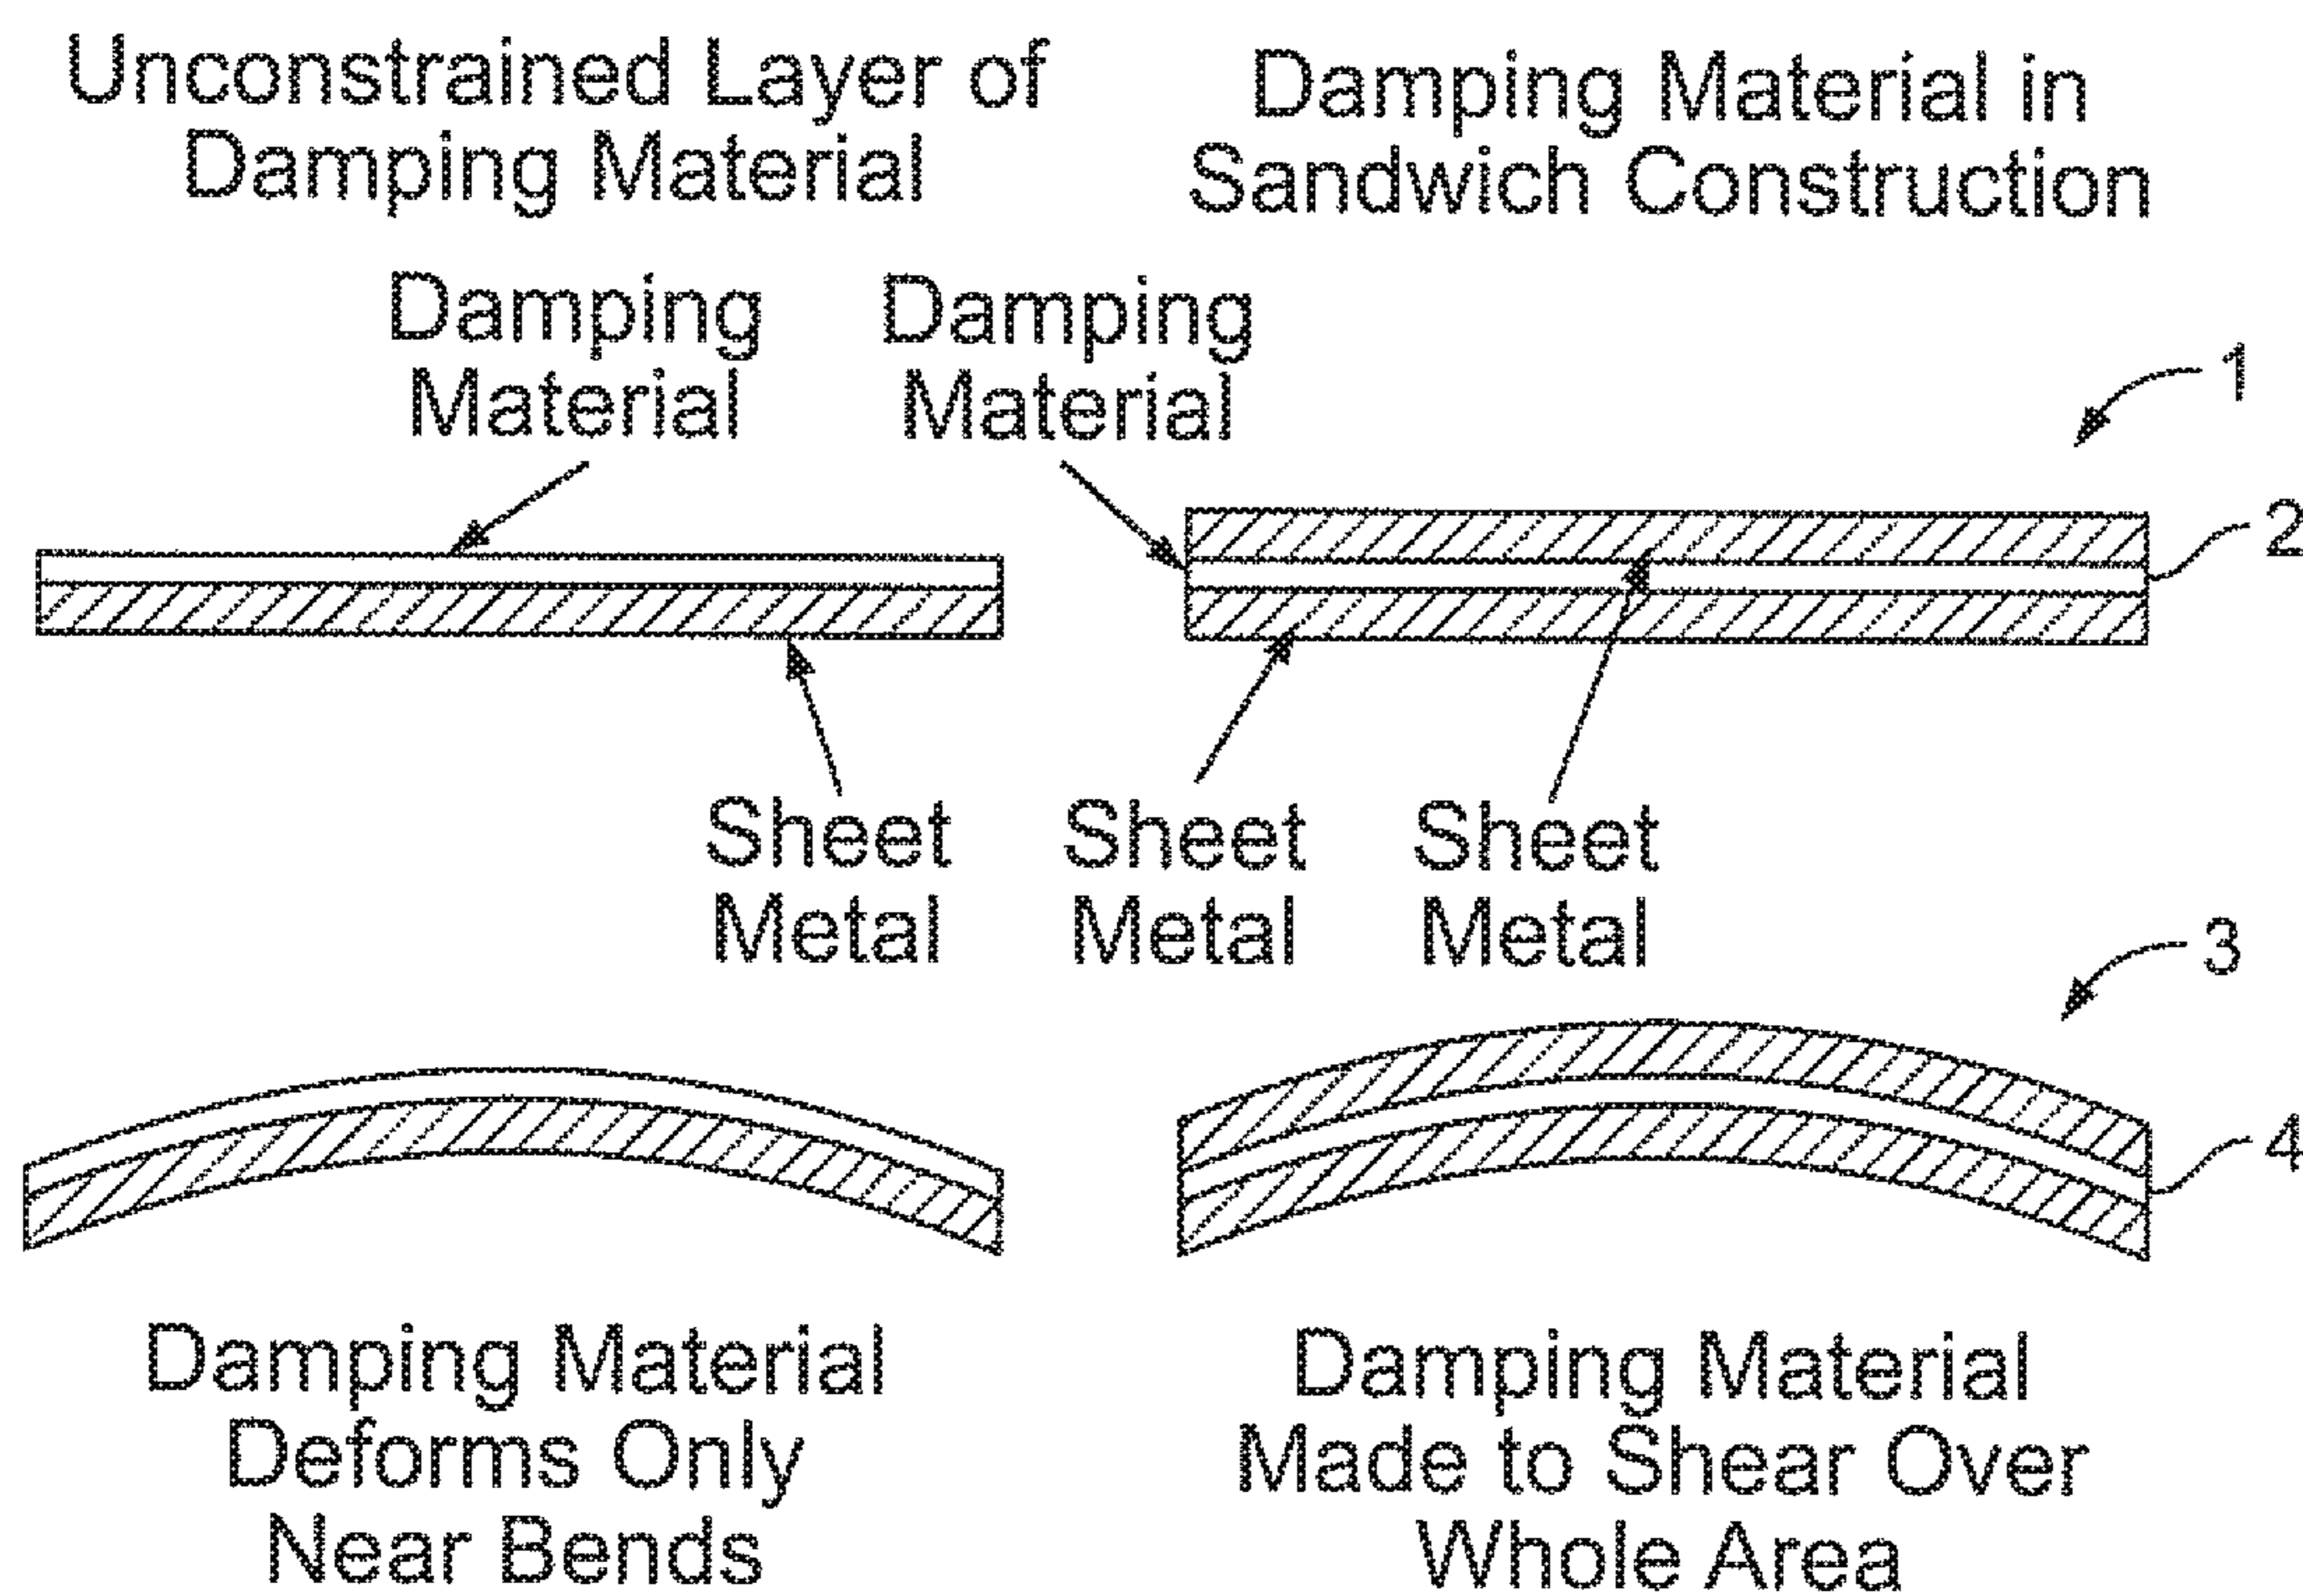 Unconstrained Layer of
Damping Material
Damping Material in
Sandwich Construction
Damping
Material
Damping
Material
1
2
Sheet
Metal
Sheet
Metal
Sheet
Metal
3
4
Damping Material
Deforms Only
Near Bends
Damping Material
Made to Shear Over
Whole Area